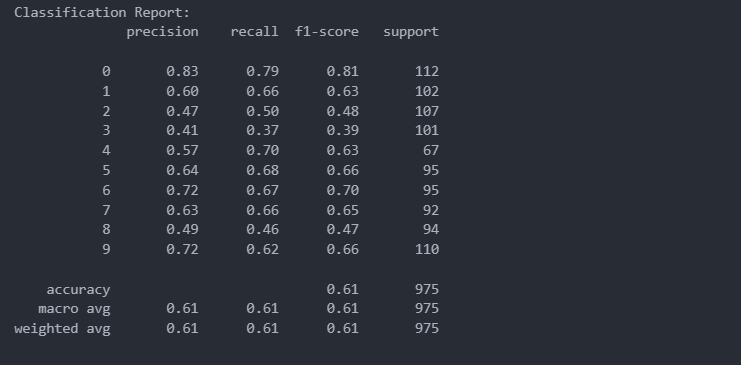 Classification Report:
precision recall f1-score support
0 0.83 0.79 0.81 112
1 0.60 0.66 0.63 102
2 0.47 0.50 0.48 107
3 0.41 0.37 0.39 101
4 0.57 0.70 0.63 67
5 0.64 0.68 0.66 95
6 0.72 0.67 0.70 95
7 0.63 0.66 0.65 92
8 0.49 0.46 0.47 94
9 0.72 0.62 0.66 110
accuracy 0.61 975
macro avg 0.61 0.61 0.61 975
weighted avg 0.61 0.61 0.61 975